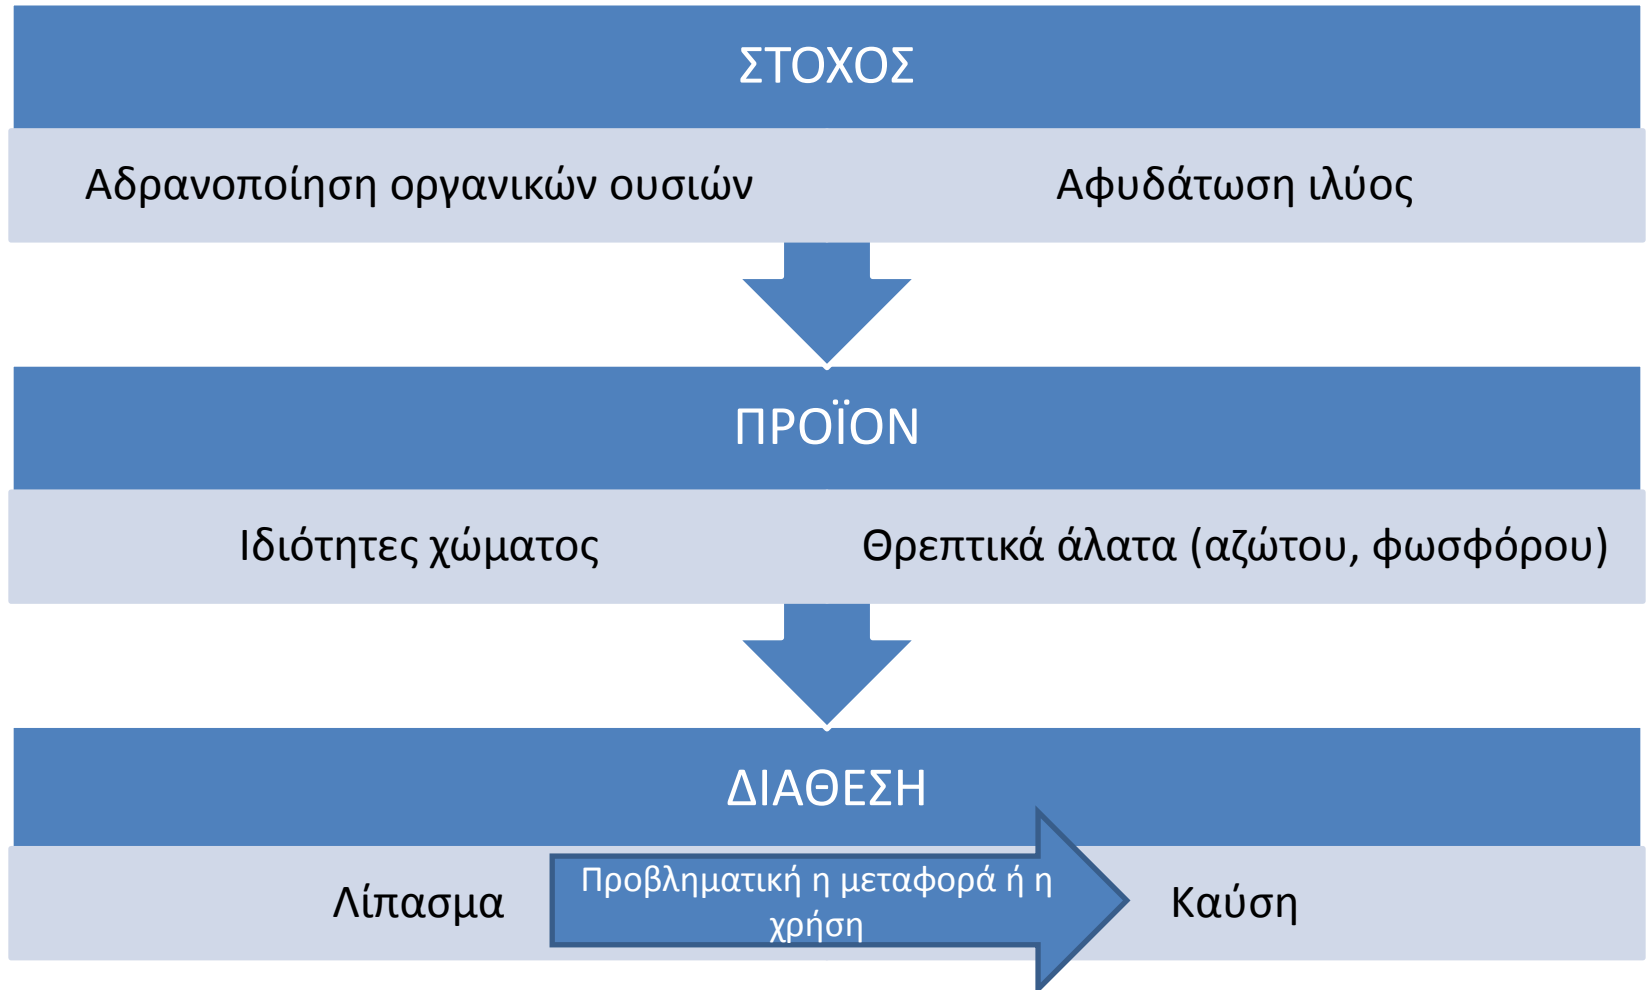 ΣΤΟΧΟΣ
Αδρανοποίηση οργανικών ουσιών
Αφυδάτωση ιλύος
ΠΡΟΪΟΝ
Ιδιότητες χώματος
Θρεπτικά άλατα (αζώτου, φωσφόρου)
ΔΙΑΘΕΣΗ
Λίπασμα
Προβληματική η μεταφορά ή η
χρήση
Καύση